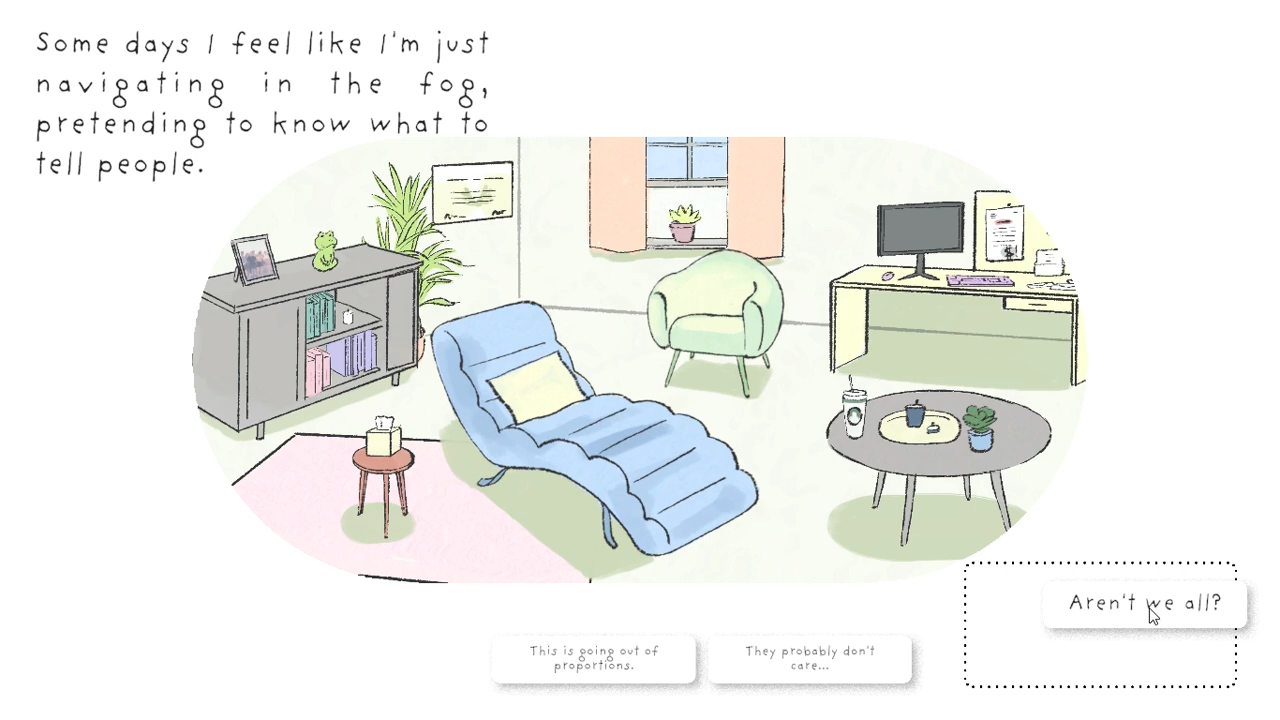 Some days I feel like I'm just
navigating in the fog,
pretending to know what to
tell people.
Aren't we all?
This is going out of
proportions.
They probably don't
care...